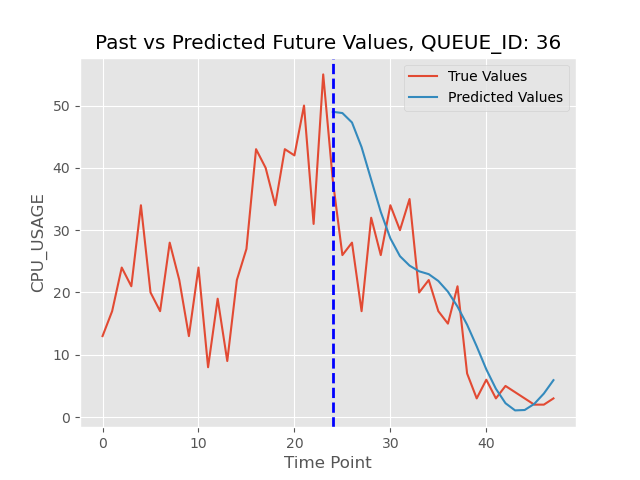 Past vs Predicted Future Values, QUEUE_ID: 36
True Values
Predicted Values
CPU_USAGE
50
40
30
20
10
0
0 10 20 30 40
Time Point